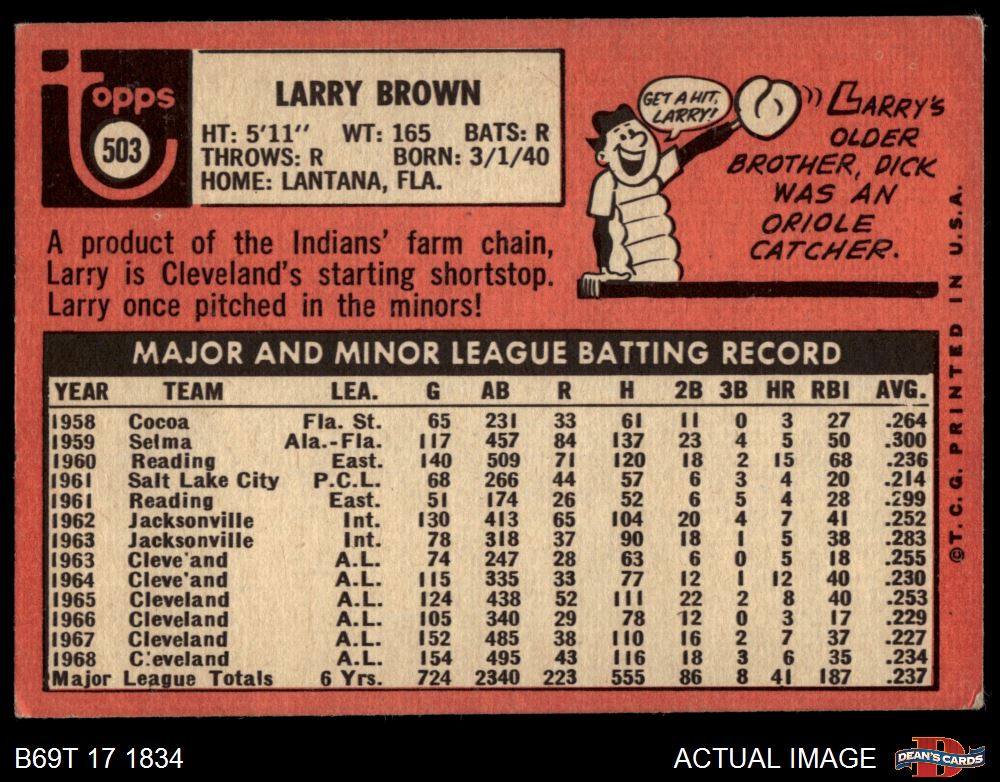 Topps
503
LARRY BROWN
HT: 5'11" WT: 165 BATS: R
THROWS: R BORN: 3/1/40
HOME: LANTANA, FLA.
GET A HIT,
LARRY!
LARRY'S
OLDER
BROTHER, DICK
WAS AN
ORIOLE
CATCHER.
A product of the Indians' farm chain,
Larry is Cleveland's starting shortstop.
Larry once pitched in the minors!
MAJOR AND MINOR LEAGUE BATTING RECORD
YEAR TEAM LEA. G AB R H 2B 3B HR RBI AVG.
1958 Cocoa Fla. St. 65 231 33 61 11 0 3 27 .264
1959 Selma Ala.-Fla. 117 457 84 137 23 4 5 50 .300
1960 Reading East. 140 509 71 120 18 2 15 68 .236
1961 Salt Lake City P.C.L. 68 266 44 57 6 3 4 20 .214
1961 Reading East. 51 174 26 52 6 5 4 28 .299
1962 Jacksonville Int. 130 413 65 104 20 4 7 41 .252
1963 Jacksonville Int. 78 318 37 90 18 1 5 38 .283
1963 Cleveland A.L. 74 247 28 63 6 0 5 18 .255
1964 Cleveland A.L. 115 335 33 77 12 1 12 40 .230
1965 Cleveland A.L. 124 438 52 111 22 2 8 40 .253
1966 Cleveland A.L. 105 340 29 78 12 0 3 17 .229
1967 Cleveland A.L. 152 485 38 110 16 2 7 37 .227
1968 Cleveland A.L. 154 495 43 116 18 3 6 35 .234
Major League Totals 6 Yrs. 724 2340 223 555 86 8 41 187 .237
©T.C.G. PRINTED IN U.S.A.
B69T 17 1834
ACTUAL IMAGE
D
DEAN'S CARDS